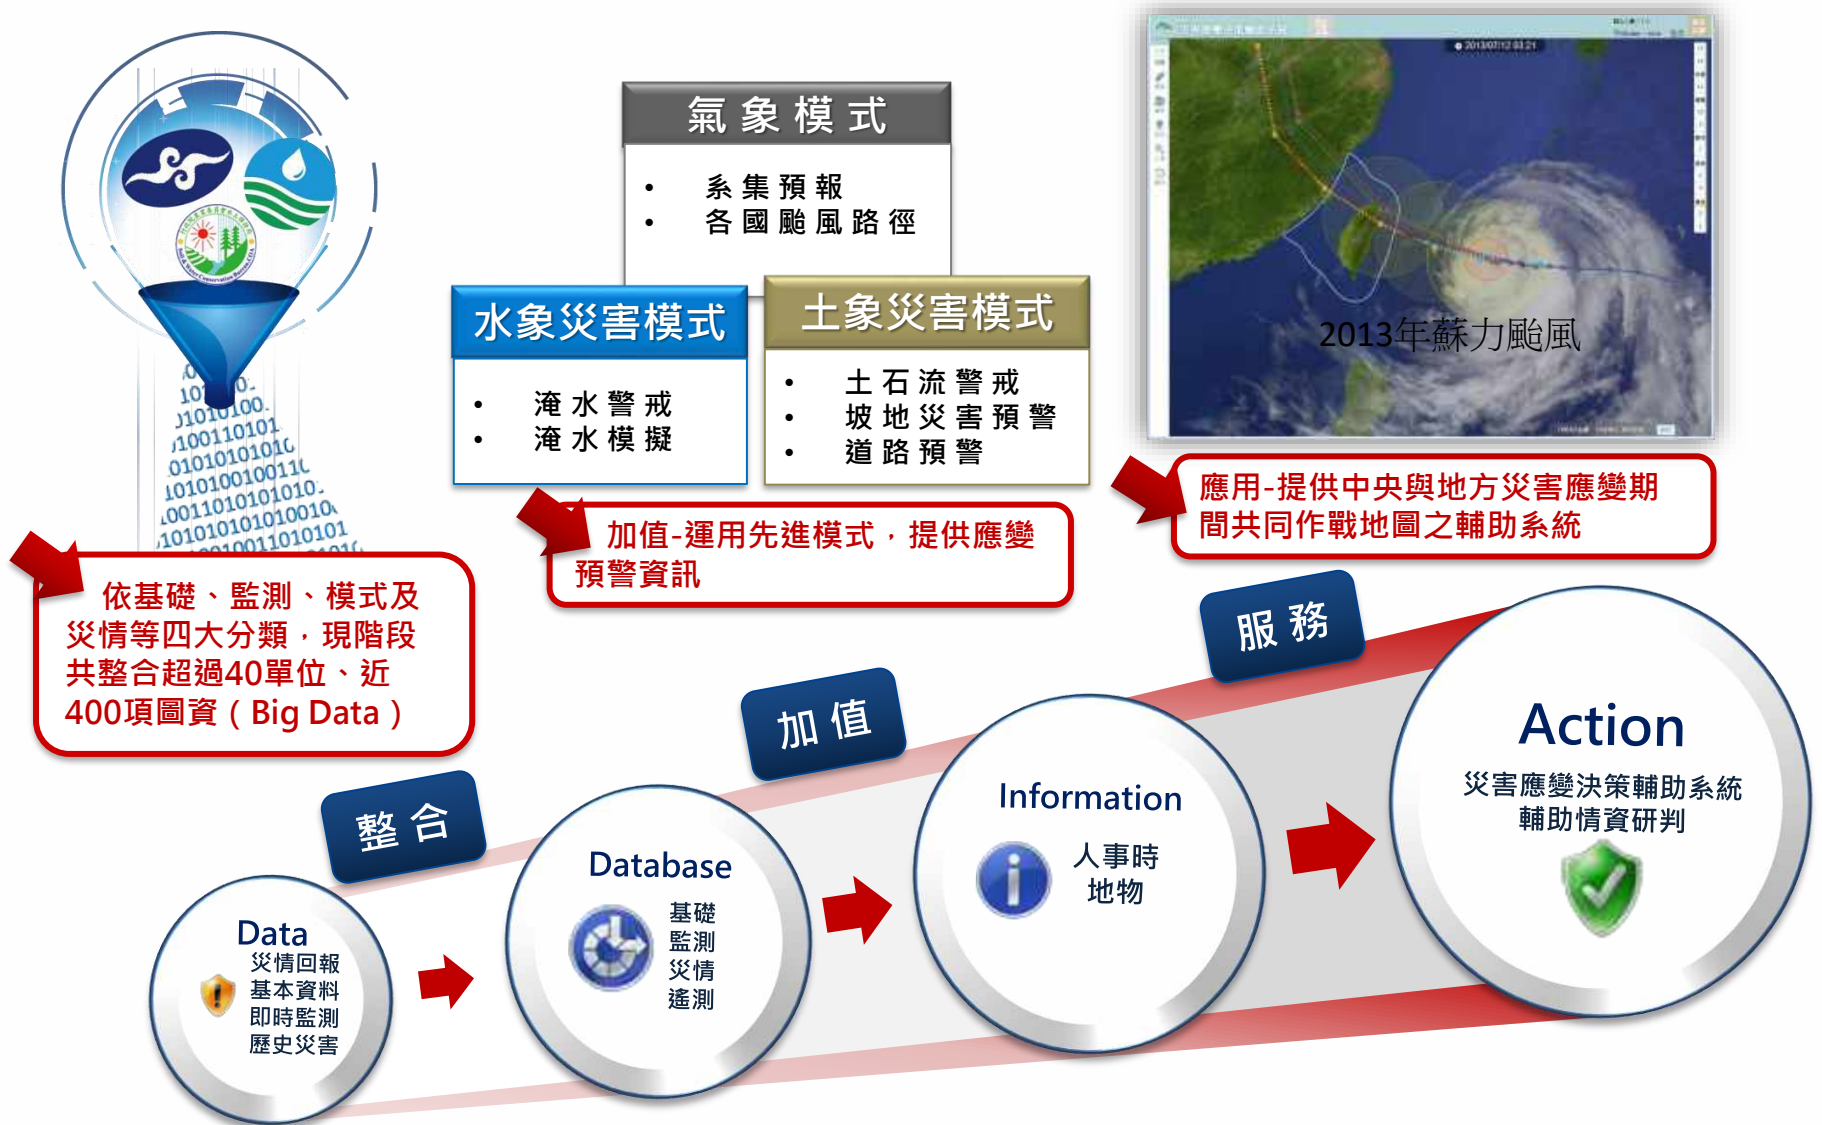 氣象模式
• 系集預報
• 各國颱風路徑
水象災害模式
• 淹水警戒
• 淹水模擬
土象災害模式
• 土石流警戒
• 坡地災害預警
• 道路預警
2013/07/12 03:21
2013年蘇力颱風
依基礎、監測、模式及
災情等四大分類，現階段
共整合超過40單位、近
400項圖資（Big Data）
加值-運用先進模式，提供應變
預警資訊
應用-提供中央與地方災害應變期
間共同作戰地圖之輔助系統
整合
加值
服務
Data
災情回報
基本資料
即時監測
歷史災害
Database
基礎
監測
災情
遙測
Information
人事時
地物
Action
災害應變決策輔助系統
輔助情資研判